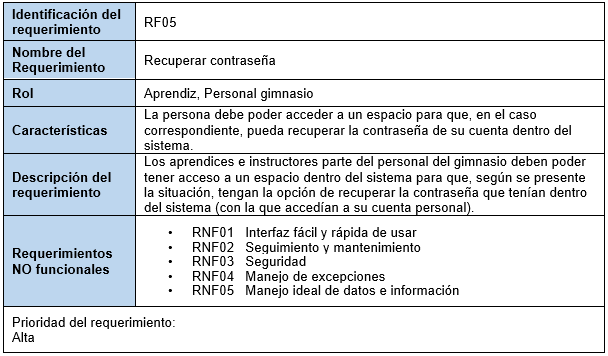 Identificación del
requerimiento
RF05
Nombre del
Requerimiento
Recuperar contraseña
Rol
Aprendiz, Personal gimnasio
Características
La persona debe poder acceder a un espacio para que, en el caso
correspondiente, pueda recuperar la contraseña de su cuenta dentro del
sistema.
Descripción del
requerimiento
Los aprendices e instructores parte del personal del gimnasio deben poder
tener acceso a un espacio dentro del sistema para que, según se presente
la situación, tengan la opción de recuperar la contraseña que tenían dentro
del sistema (con la que accedían a su cuenta personal).
Requerimientos
NO funcionales
• RNF01 Interfaz fácil y rápida de usar
• RNF02 Seguimiento y mantenimiento
• RNF03 Seguridad
• RNF04 Manejo de excepciones
• RNF05 Manejo ideal de datos e información
Prioridad del requerimiento:
Alta